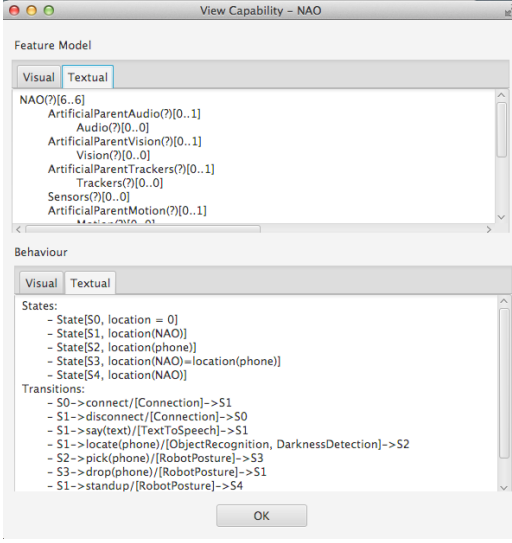 View Capability – NAO
Feature Model
Visual Textual
NAO(?)[6..6]
ArtificialParentAudio(?)[0..1]
Audio(?)[0..0]
ArtificialParentVision(?)[0..1]
Vision(?)[0..0]
ArtificialParentTrackers(?)[0..1]
Trackers(?)[0..0]
Sensors(?)[0..0]
ArtificialParentMotion(?)[0..1]
Motion(?)[0..0]
Behaviour
Visual Textual
States:
– State[S0, location = 0]
– State[S1, location(NAO)]
– State[S2, location(phone)]
– State[S3, location(NAO)=location(phone)]
– State[S4, location(NAO)]
Transitions:
– S0->connect/[Connection]->S1
– S1->disconnect/[Connection]->S0
– S1->say(text)/[TextToSpeech]->S1
– S1->locate(phone)/[ObjectRecognition, DarknessDetection]->S2
– S2->pick(phone)/[RobotPosture]->S3
– S3->drop(phone)/[RobotPosture]->S1
– S1->standup/[RobotPosture]->S4
OK